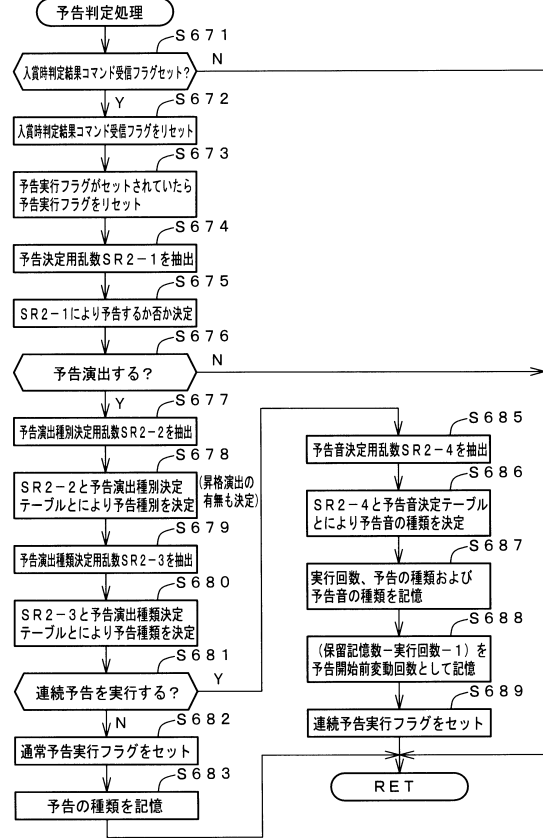 予告判定処理
S671
入賞時判定結果コマンド受信フラグセット?
N
Y
S672
入賞時判定結果コマンド受信フラグをリセット
S673
予告実行フラグがセットされていたら
予告実行フラグをリセット
S674
予告決定用乱数SR2-1を抽出
S675
SR2-1により予告するか否か決定
S676
予告演出する?
N
Y
S677
予告演出種別決定用乱数SR2-2を抽出
S678
SR2-2と予告演出種別決定
テーブルとにより予告種別を決定
(昇格演出の
有無も決定)
S679
予告演出種類決定用乱数SR2-3を抽出
S680
SR2-3と予告演出種類決定
テーブルとにより予告種類を決定
S681
連続予告を実行する?
Y
N
S682
通常予告実行フラグをセット
S683
予告の種類を記憶
S685
予告音決定用乱数SR2-4を抽出
S686
SR2-4と予告音決定テーブル
とにより予告音の種類を決定
S687
実行回数、予告の種類および
予告音の種類を記憶
S688
(保留記憶数-実行回数-1)を
予告開始前変動回数として記憶
S689
連続予告実行フラグをセット
RET